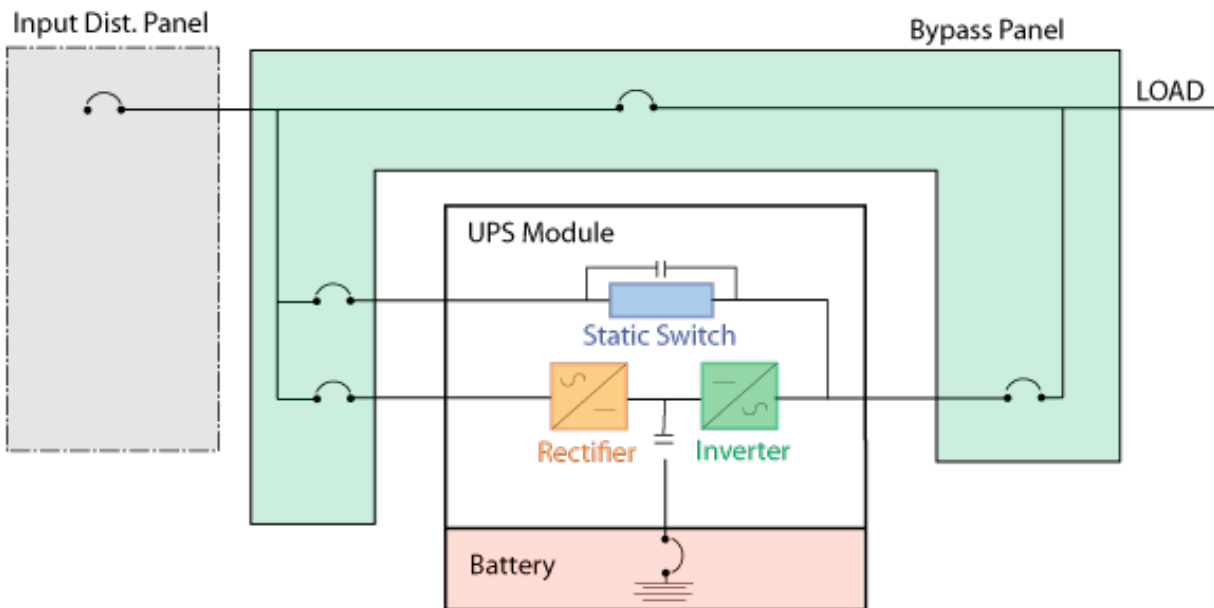 Input Dist. Panel
Bypass Panel
LOAD
UPS Module
Static Switch
Rectifier
Inverter
Battery